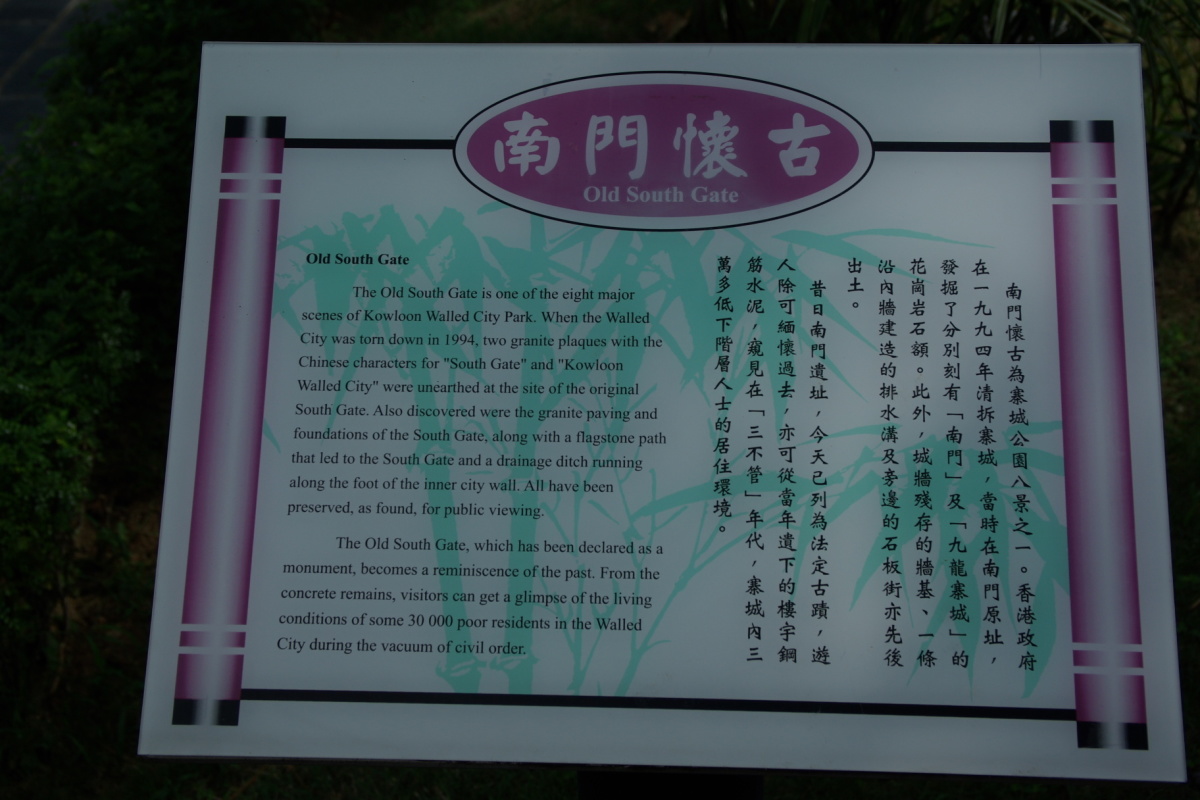 南門懷古
Old South Gate
Old South Gate
The Old South Gate is one of the eight major
scenes of Kowloon Walled City Park. When the Walled
City was torn down in 1994, two granite plaques with the
Chinese characters for "South Gate" and "Kowloon
Walled City" were unearthed at the site of the original
South Gate. Also discovered were the granite paving and
foundations of the South Gate, along with a flagstone path
that led to the South Gate and a drainage ditch running
along the foot of the inner city wall. All have been
preserved, as found, for public viewing.
The Old South Gate, which has been declared as a
monument, becomes a reminiscence of the past. From the
concrete remains, visitors can get a glimpse of the living
conditions of some 30 000 poor residents in the Walled
City during the vacuum of civil order.
南門懷古為寨城公園八景之一。香港政府
在一九九四年清拆寨城，當時在南門原址，
發掘了分別刻有「南門」及「九龍寨城」的
花崗岩石額。此外，城牆殘存的牆基、一條
沿內牆建造的排水溝及旁邊的石板街亦先後
出土。
昔日南門遺址，今天已列為法定古蹟，遊
人除可緬懷過去，亦可從當年遺下的樓宇鋼
筋水泥，窺見在「三不管」年代，寨城內三
萬多低下階層人士的居住環境。